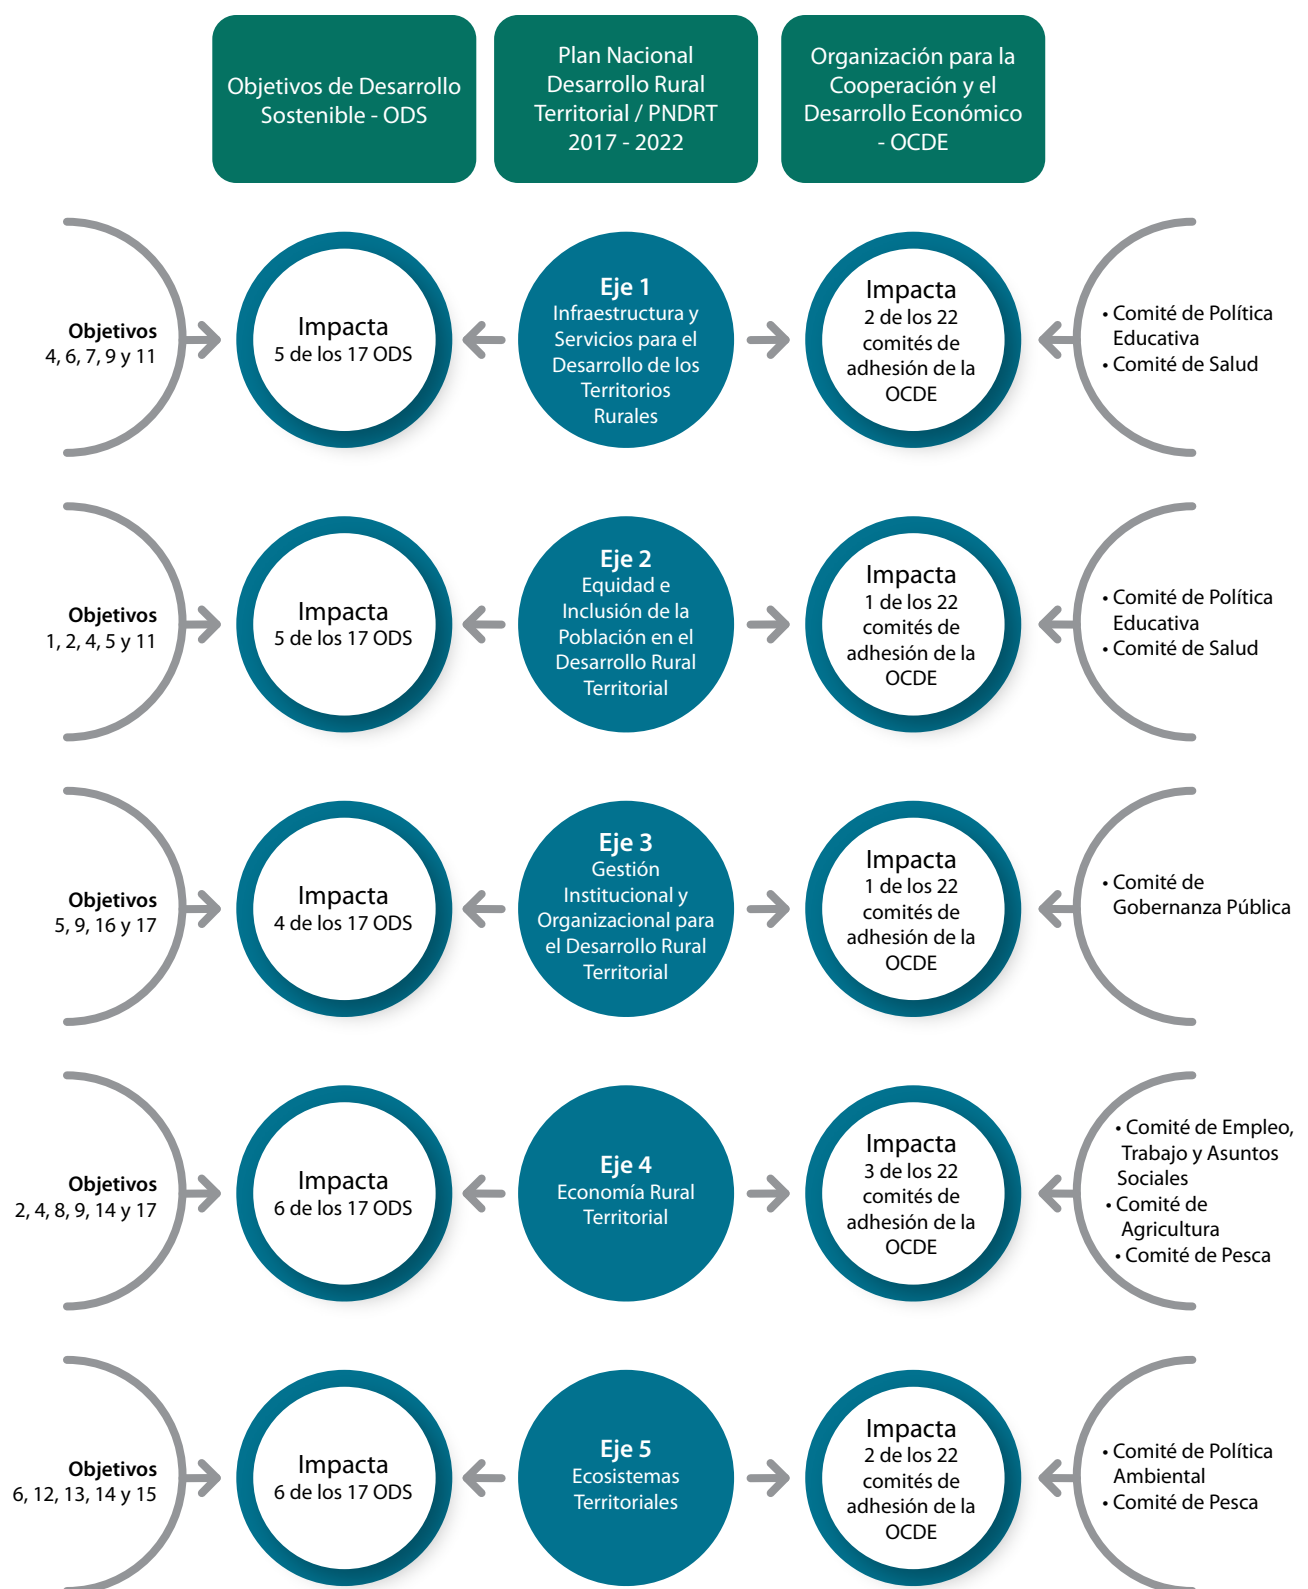 Objetivos de Desarrollo
Sostenible - ODS
Plan Nacional
Desarrollo Rural
Territorial / PNDRT
2017 - 2022
Organización para la
Cooperación y el
Desarrollo Económico
- OCDE
Objetivos
4, 6, 7, 9 y 11
Impacta
5 de los 17 ODS
Eje 1
Infraestructura y
Servicios para el
Desarrollo de los
Territorios
Rurales
Impacta
2 de los 22
comités de
adhesión de la
OCDE
• Comité de Política
Educativa
• Comité de Salud
Objetivos
1, 2, 4, 5 y 11
Impacta
5 de los 17 ODS
Eje 2
Equidad e
Inclusión de la
Población en el
Desarrollo Rural
Territorial
Impacta
1 de los 22
comités de
adhesión de la
OCDE
• Comité de Política
Educativa
• Comité de Salud
Objetivos
5, 9, 16 y 17
Impacta
4 de los 17 ODS
Eje 3
Gestión
Institucional y
Organizacional para
el Desarrollo Rural
Territorial
Impacta
1 de los 22
comités de
adhesión de la
OCDE
• Comité de
Gobernanza Pública
Objetivos
2, 4, 8, 9, 14 y 17
Impacta
6 de los 17 ODS
Eje 4
Economía Rural
Territorial
Impacta
3 de los 22
comités de
adhesión de la
OCDE
• Comité de Empleo,
Trabajo y Asuntos
Sociales
• Comité de
Agricultura
• Comité de Pesca
Objetivos
6, 12, 13, 14 y 15
Impacta
6 de los 17 ODS
Eje 5
Ecosistemas
Territoriales
Impacta
2 de los 22
comités de
adhesión de la
OCDE
• Comité de Política
Ambiental
• Comité de Pesca